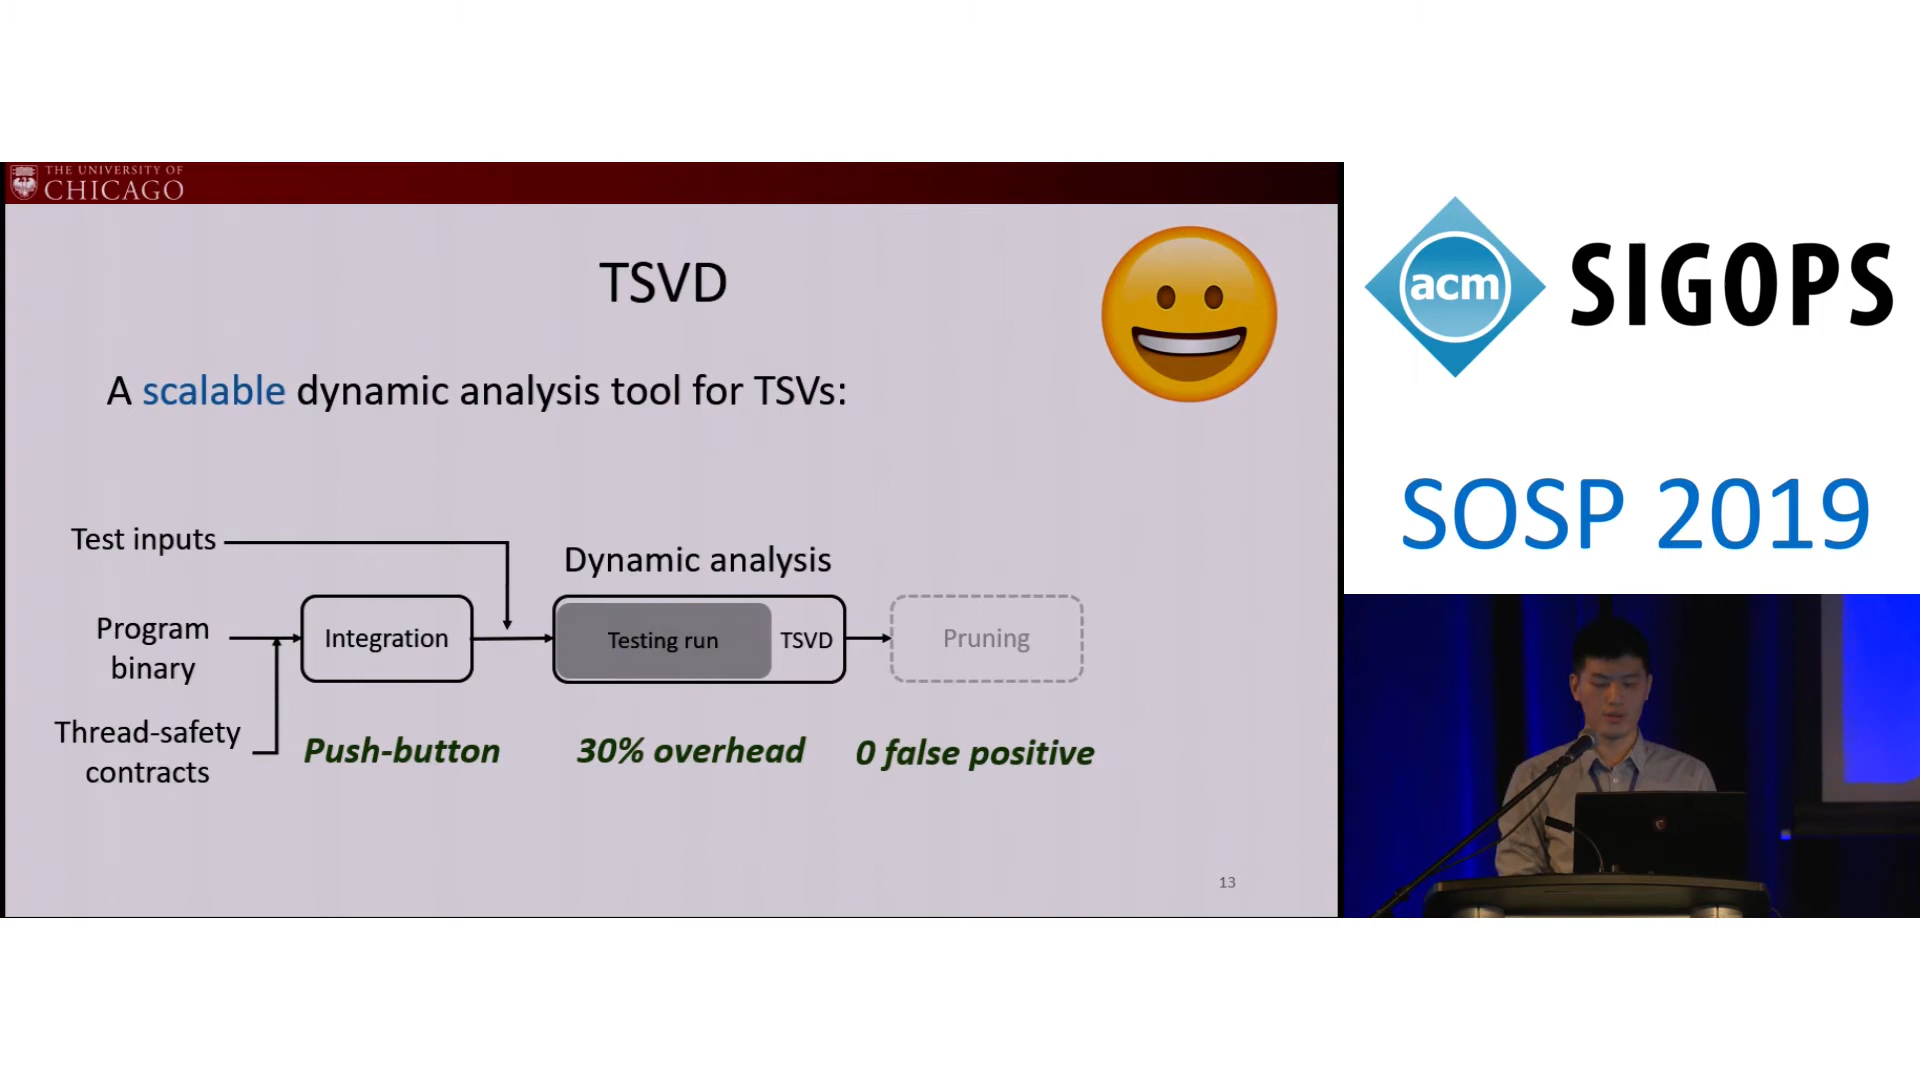 THE UNIVERSITY OF
CHICAGO
TSVD
A scalable dynamic analysis tool for TSVs:
Test inputs
Dynamic analysis
Program
binary
Integration
Testing run
TSVD
Pruning
Thread-safety
contracts
Push-button
30% overhead
0 false positive
13
acm
SIGOPS
SOSP 2019